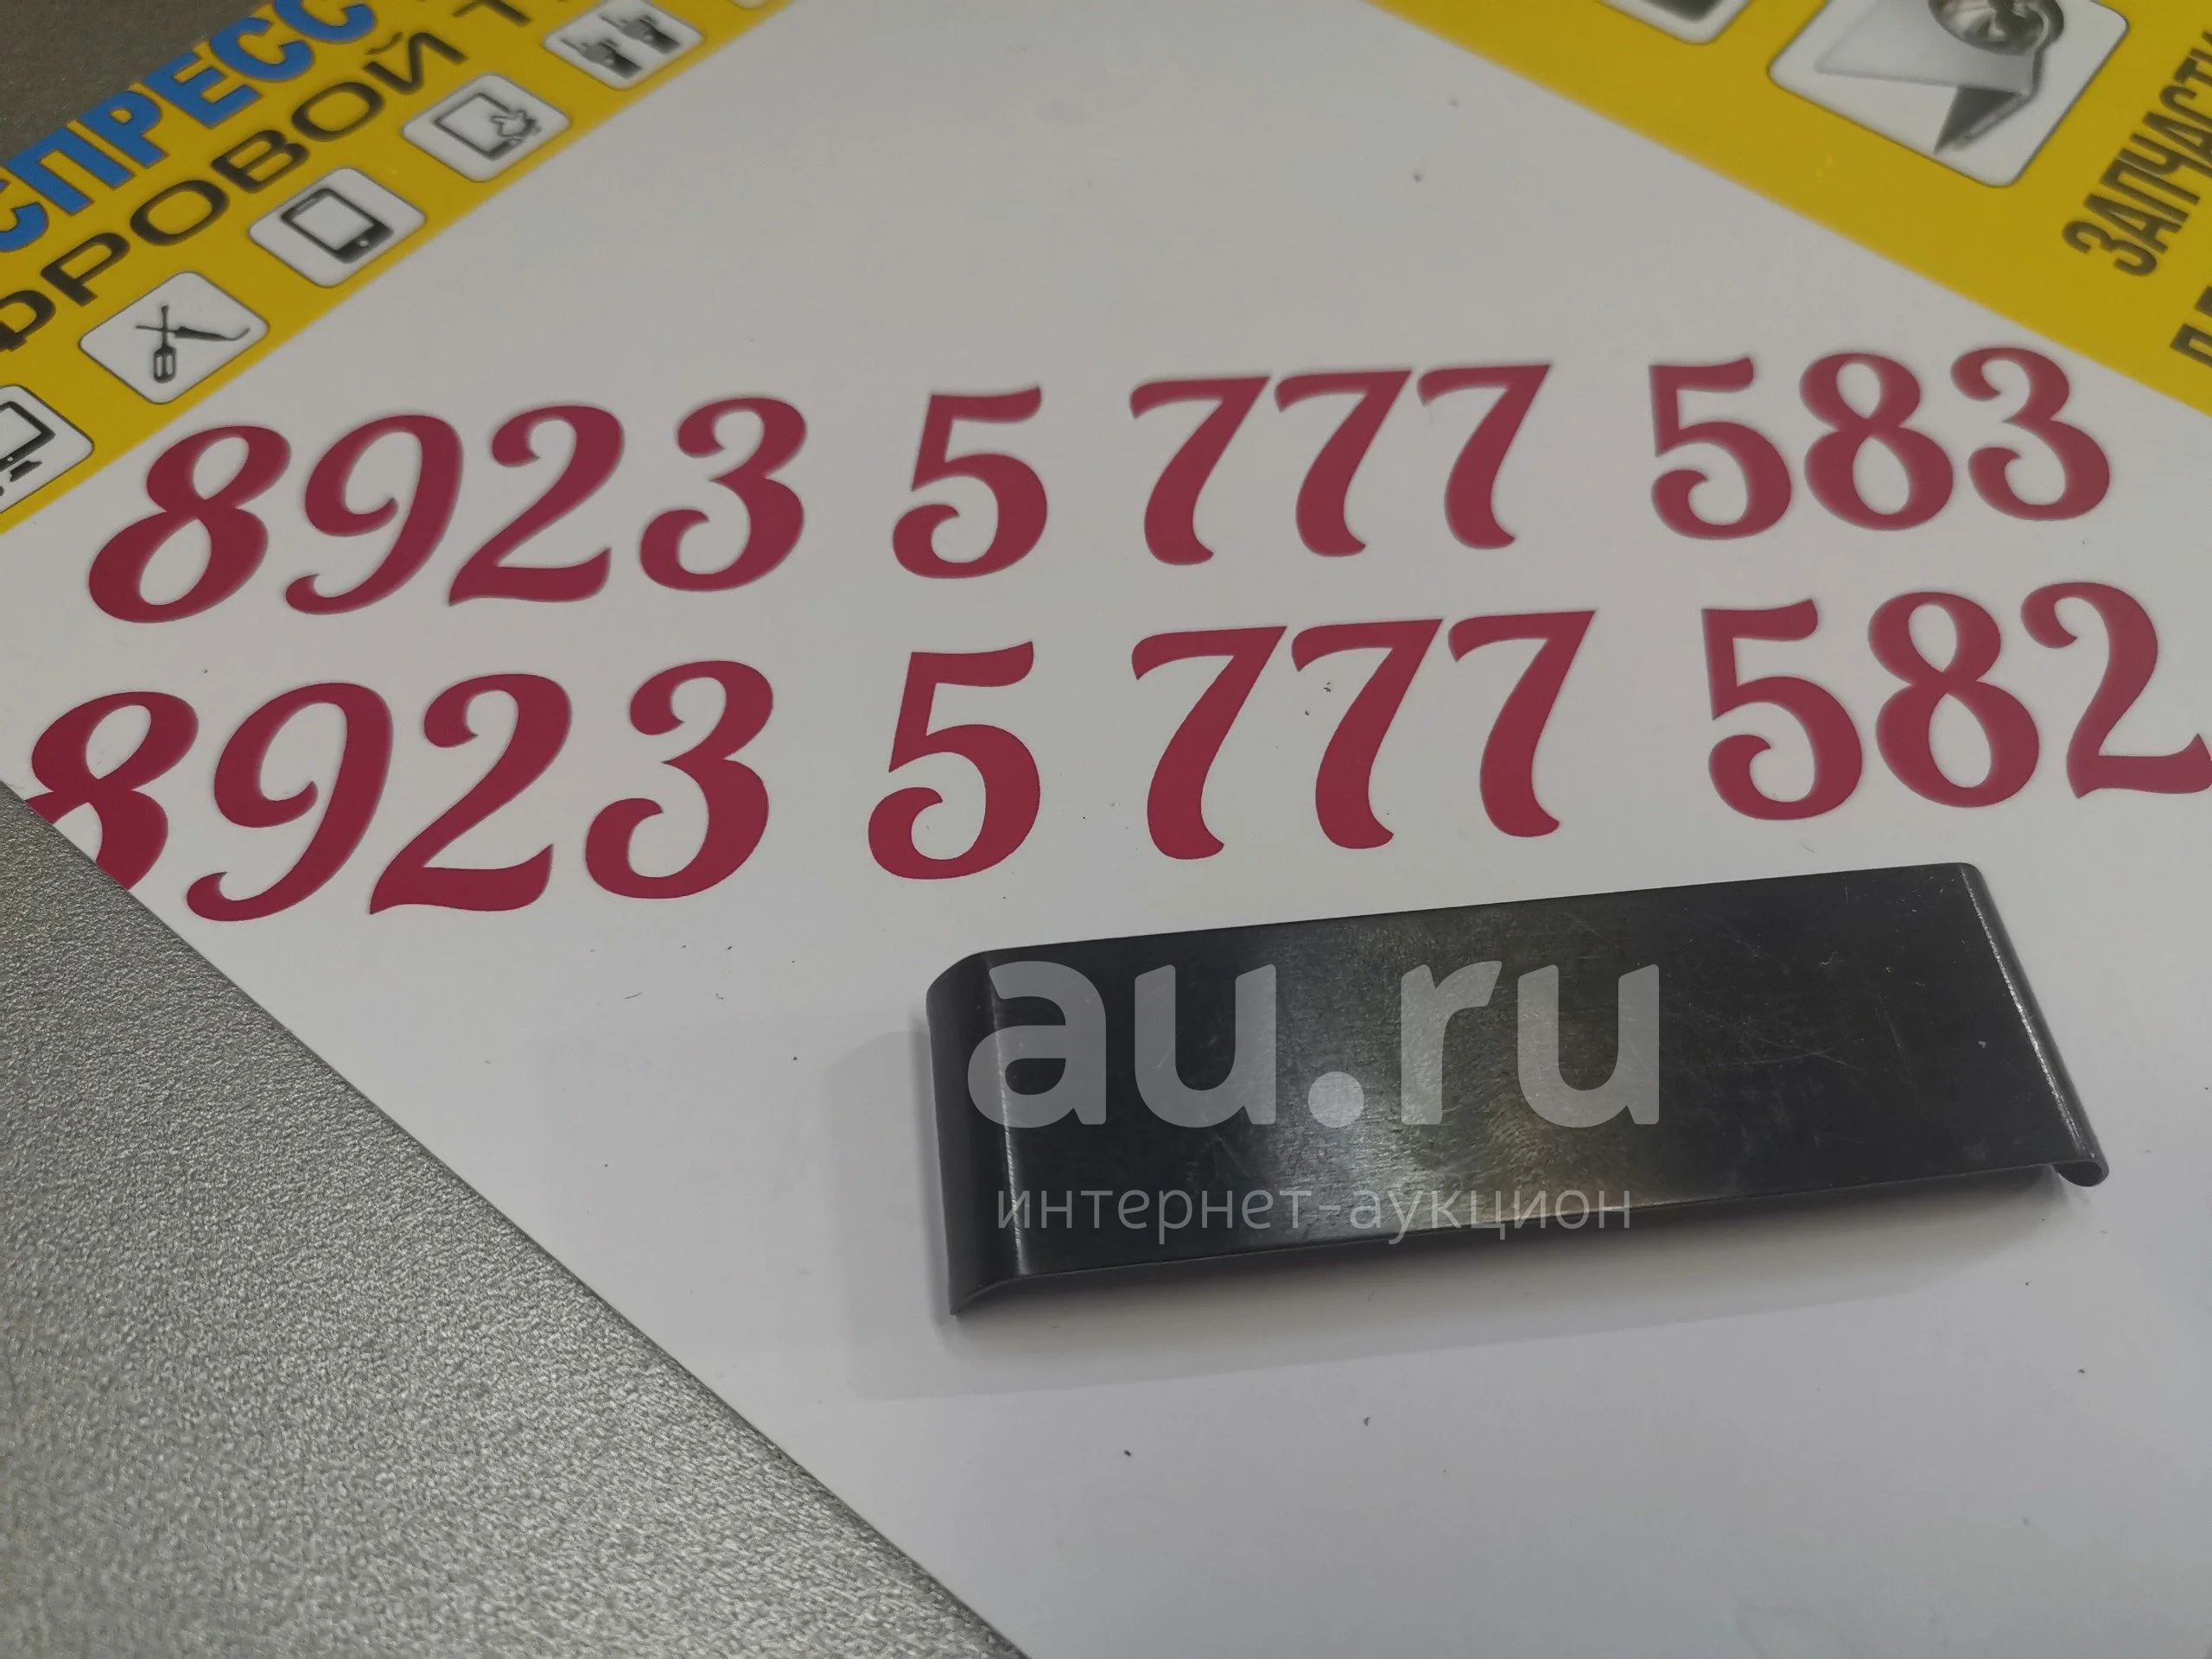 СПРЕСС
ФРОВОЙ
ЗАПЧАСТИ
8923 5 777 583
8923 5 777 582
au.ru
интернет-аукцион